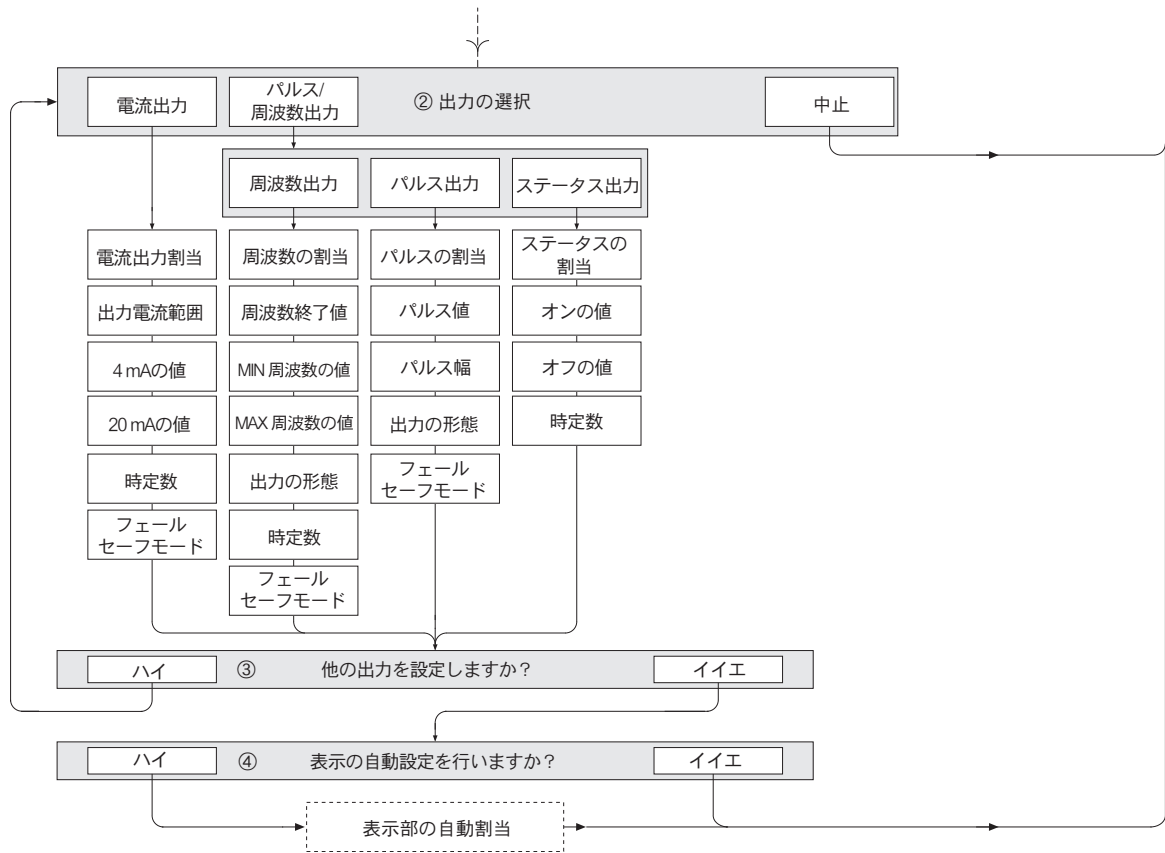 電流出力
パルス/
周波数出力
② 出力の選択
中止
周波数出力
パルス出力
ステータス出力
電流出力割当
周波数の割当
パルスの割当
ステータスの
割当
出力電流範囲
周波数終了値
パルス値
オンの値
4 mAの値
MIN 周波数の値
パルス幅
オフの値
20 mAの値
MAX 周波数の値
出力の形態
時定数
時定数
出力の形態
フェール
セーフモード
フェール
セーフモード
時定数
フェール
セーフモード
ハイ
③
他の出力を設定しますか？
イイエ
ハイ
④
表示の自動設定を行いますか？
イイエ
表示部の自動割当